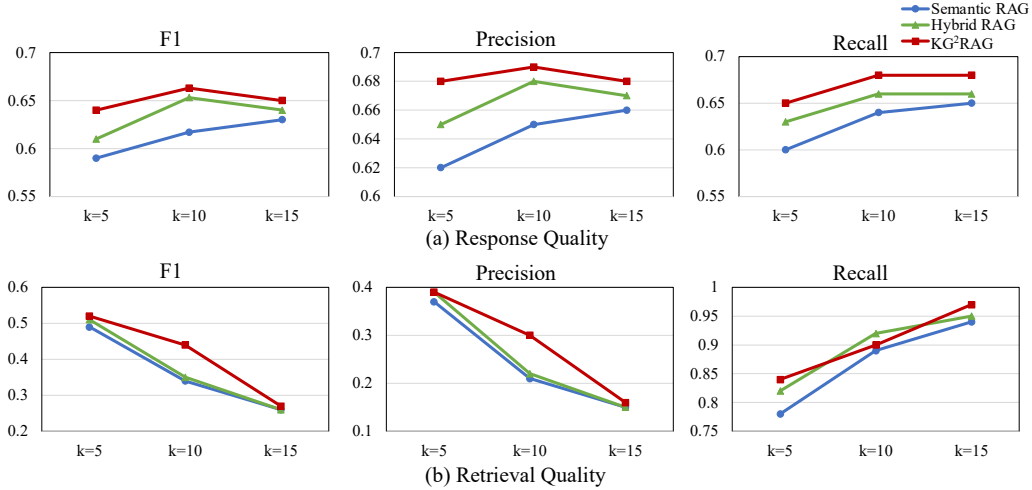 Semantic RAG
Hybrid RAG
KG²RAG
F1
0.7
0.65
0.6
0.55
k=5 k=10 k=15
Precision
0.7
0.68
0.66
0.64
0.62
0.6
k=5 k=10 k=15
Recall
0.7
0.65
0.6
0.55
k=5 k=10 k=15
(a) Response Quality
F1
0.6
0.5
0.4
0.3
0.2
k=5 k=10 k=15
Precision
0.4
0.3
0.2
0.1
k=5 k=10 k=15
Recall
1
0.95
0.9
0.85
0.8
0.75
k=5 k=10 k=15
(b) Retrieval Quality